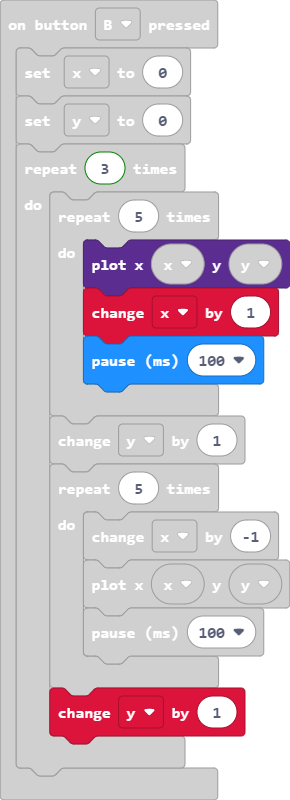 on button B pressed
set x to 0
set y to 0
repeat 3 times
do
repeat 5 times
do
plot x x y y
change x by 1
pause (ms) 100
change y by 1
repeat 5 times
do
change x by -1
plot x x y y
pause (ms) 100
change y by 1